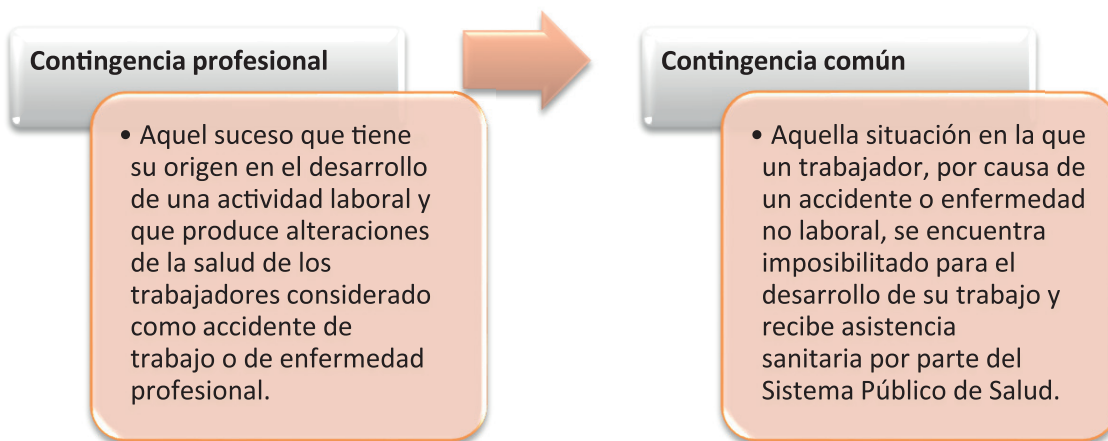 Contingencia profesional
• Aquel suceso que tiene
su origen en el desarrollo
de una actividad laboral y
que produce alteraciones
de la salud de los
trabajadores considerado
como accidente de
trabajo o de enfermedad
profesional.
Contingencia común
• Aquella situación en la que
un trabajador, por causa de
un accidente o enfermedad
no laboral, se encuentra
imposibilitado para el
desarrollo de su trabajo y
recibe asistencia
sanitaria por parte del
Sistema Público de Salud.